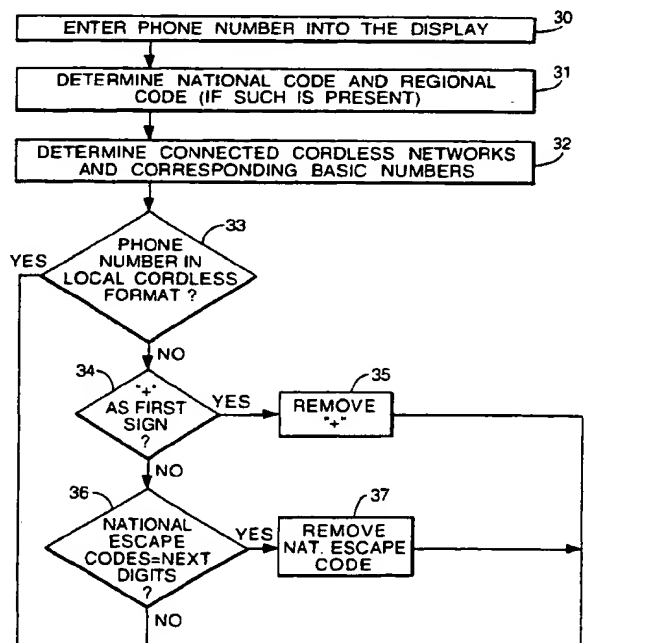 ENTER PHONE NUMBER INTO THE DISPLAY
30
DETERMINE NATIONAL CODE AND REGIONAL
CODE (IF SUCH IS PRESENT)
31
DETERMINE CONNECTED CORDLESS NETWORKS
AND CORRESPONDING BASIC NUMBERS
32
33
PHONE
NUMBER IN
LOCAL CORDLESS
FORMAT ?
YES
NO
34
"+"
AS FIRST
SIGN
?
YES
35
REMOVE
"+"
NO
36
NATIONAL
ESCAPE
CODES=NEXT
DIGITS
?
YES
37
REMOVE
NAT. ESCAPE
CODE
NO